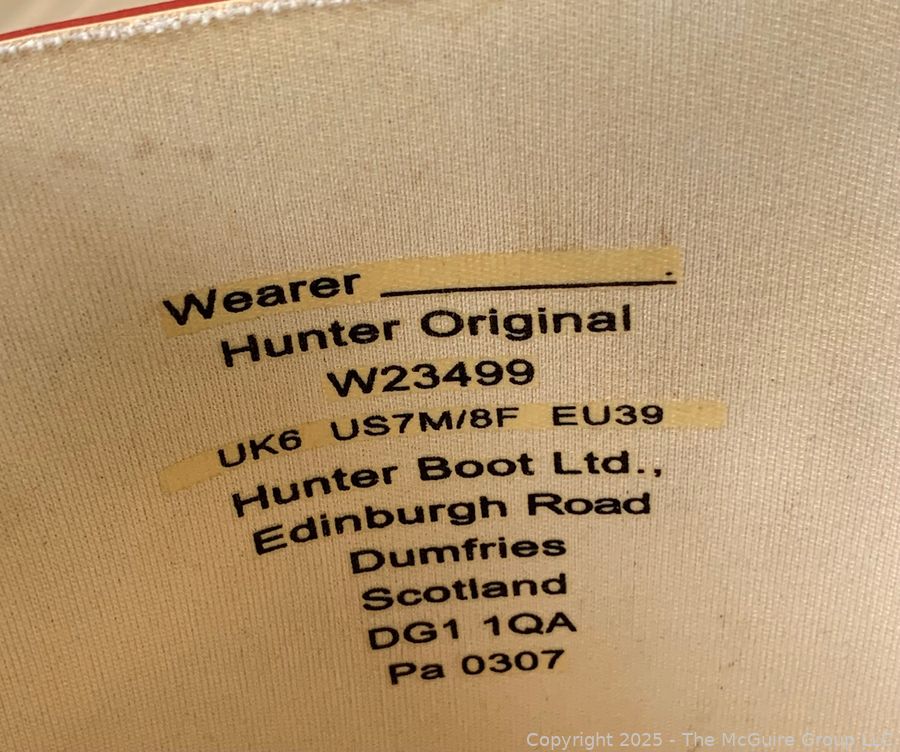 Wearer ____________.
Hunter Original
W23499
UK6 US7M/8F EU39
Hunter Boot Ltd.,
Edinburgh Road
Dumfries
Scotland
DG1 1QA
Pa 0307
Copyright 2025 - The McGuire Group LLC